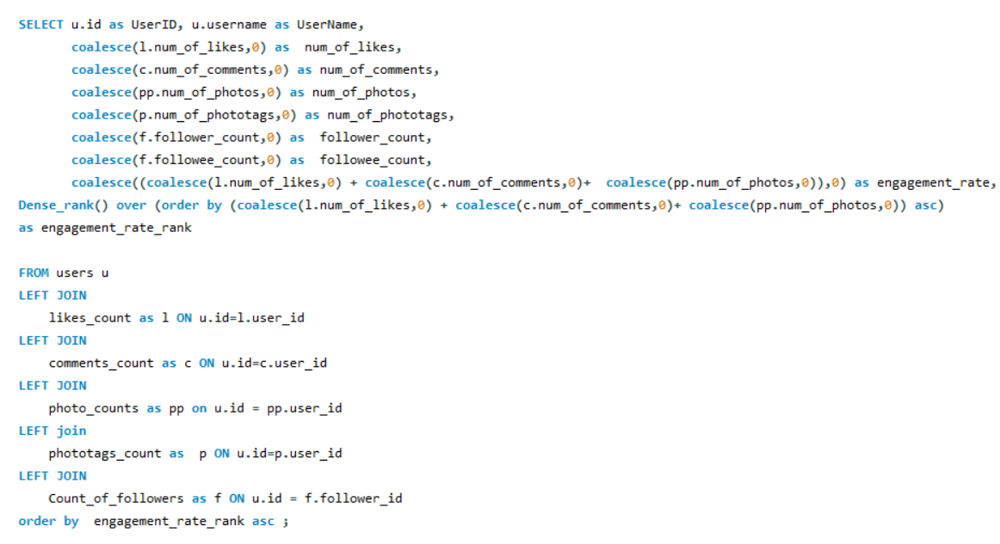 SELECT u.id as UserID, u.username as UserName,
coalesce(l.num_of_likes,0) as  num_of_likes,
coalesce(c.num_of_comments,0) as num_of_comments,
coalesce(pp.num_of_photos,0) as num_of_photos,
coalesce(p.num_of_phototags,0) as num_of_phototags,
coalesce(f.follower_count,0) as  follower_count,
coalesce(f.followee_count,0) as  followee_count,
coalesce((coalesce(l.num_of_likes,0) + coalesce(c.num_of_comments,0)+  coalesce(pp.num_of_photos,0)),0) as engagement_rate,
Dense_rank() over (order by (coalesce(l.num_of_likes,0) + coalesce(c.num_of_comments,0)+ coalesce(pp.num_of_photos,0)) asc)
as engagement_rate_rank
FROM users u
LEFT JOIN
likes_count as l ON u.id=l.user_id
LEFT JOIN
comments_count as c ON u.id=c.user_id
LEFT JOIN
photo_counts as pp on u.id = pp.user_id
LEFT join
phototags_count as  p ON u.id=p.user_id
LEFT JOIN
Count_of_followers as f ON u.id = f.follower_id
order by  engagement_rate_rank asc ;